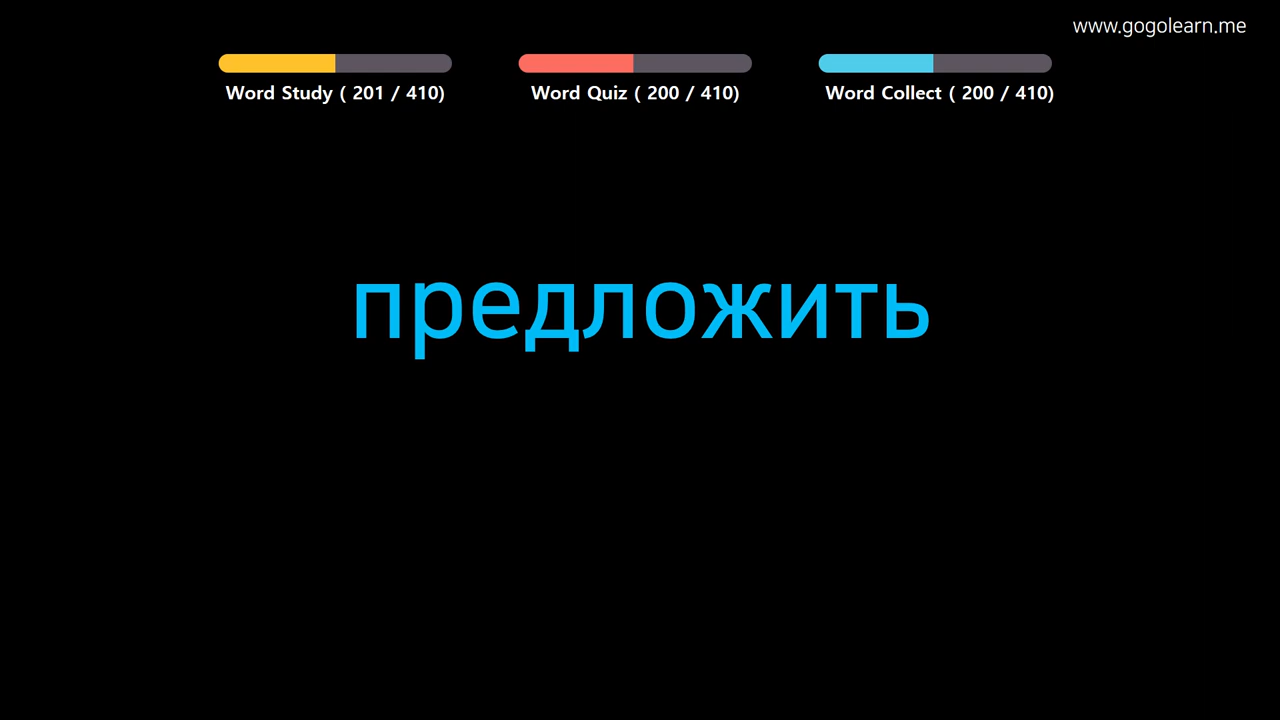 www.gogolearn.me
Word Study ( 201 / 410)
Word Quiz ( 200 / 410)
Word Collect ( 200 / 410)
предложить